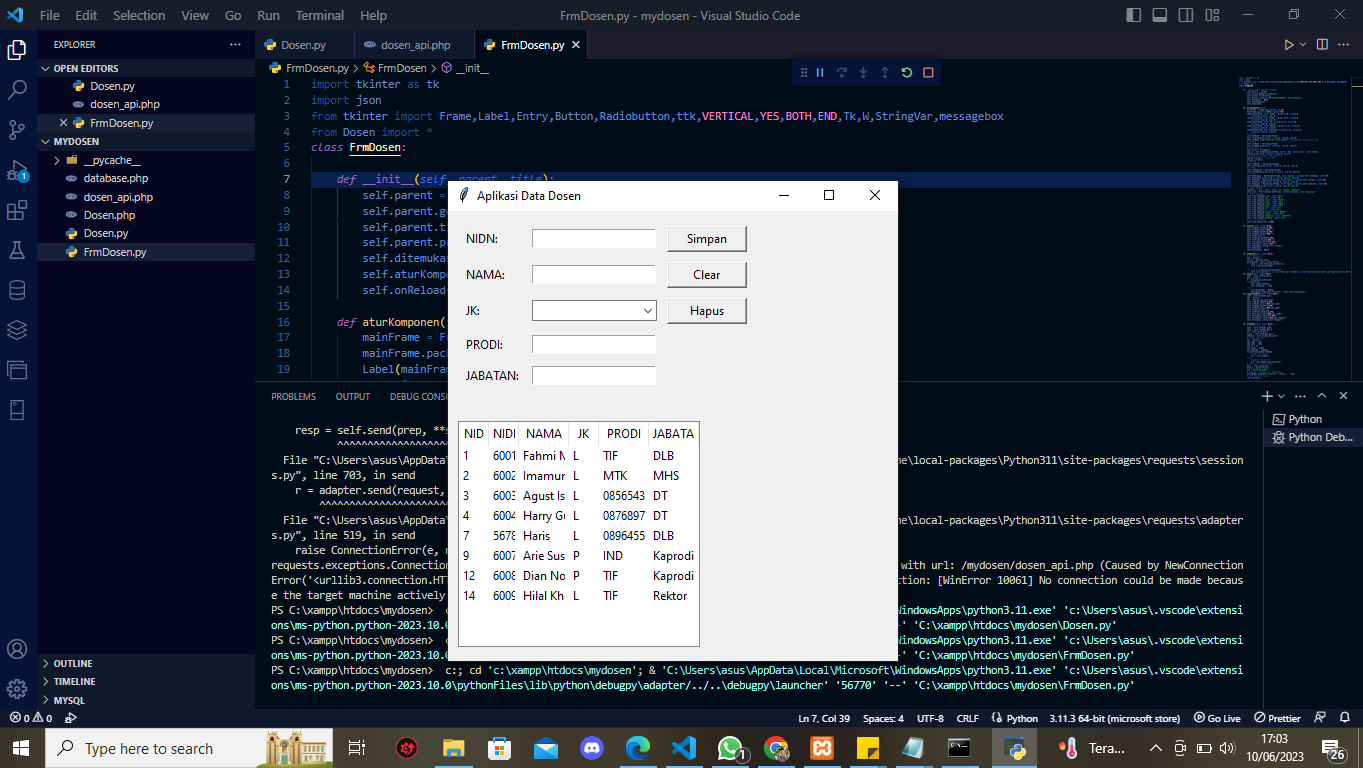 File Edit Selection View Go Run Terminal Help
FrmDosen.py - mydosen - Visual Studio Code
EXPLORER
OPEN EDITORS
Dosen.py
dosen_api.php
FrmDosen.py
MYDOSEN
__pycache__
database.php
dosen_api.php
Dosen.php
Dosen.py
FrmDosen.py
OUTLINE
TIMELINE
MYSQL
Dosen.py dosen_api.php FrmDosen.py
FrmDosen.py > FrmDosen > __init__
1 import tkinter as tk
2 import json
3 from tkinter import Frame,Label,Entry,Button,Radiobutton,ttk,VERTICAL,YES,BOTH,END,Tk,W,StringVar,messagebox
4 from Dosen import *
5 class FrmDosen:
6
7 def __init__(self, parent, title):
8 self.parent =
9 self.parent.g
10 self.parent.t
11 self.parent.p
12 self.ditemuka
13 self.aturKomp
14 self.onReload
15
16 def aturKomponen(
17 mainFrame = F
18 mainFrame.pac
19 Label(mainFra
Aplikasi Data Dosen
NIDN: Simpan
NAMA: Clear
JK: Hapus
PRODI:
JABATAN:
NID NIDI NAMA JK PRODI JABATA
1 6001 Fahmi L TIF DLB
2 6002 Imamur L MTK MHS
3 6003 Agust Is L 0856543 DT
4 6004 Harry Gu L 0876897 DT
7 5678 Haris L 0896455 DLB
9 6007 Arie Sus P IND Kaprodi
12 6008 Dian No P TIF Kaprodi
14 6009 Hilal Kh L TIF Rektor
PROBLEMS OUTPUT DEBUG CONS
Python
Python Deb...
resp = self.send(prep, **
^^^^^^^^^^^^^^^^^
File "C:\Users\asus\AppData\ne\local-packages\Python311\site-packages\requests\session
s.py", line 703, in send
r = adapter.send(request,
^^^^^^^^^^^^^^^^^
File "C:\Users\asus\AppData\ne\local-packages\Python311\site-packages\requests\adapter
s.py", line 519, in send
raise ConnectionError(e,
requests.exceptions.Connection with url: /mydosen/dosen_api.php (Caused by NewConnection
Error('<urllib3.connection.HT ction: [WinError 10061] No connection could be made becaus
e the target machine actively
PS C:\xampp\htdocs\mydosen> c WindowsApps\python3.11.exe' 'c:\Users\asus\.vscode\extensi
ons\ms-python.python-2023.10.0 -' 'C:\xampp\htdocs\mydosen\Dosen.py'
PS C:\xampp\htdocs\mydosen> c WindowsApps\python3.11.exe' 'c:\Users\asus\.vscode\extensi
ons\ms-python.python-2023.10.0 -' 'C:\xampp\htdocs\mydosen\FrmDosen.py'
PS C:\xampp\htdocs\mydosen> c:; cd 'c:\xampp\htdocs\mydosen'; & 'C:\Users\asus\AppData\Local\Microsoft\WindowsApps\python3.11.exe' 'c:\Users\asus\.vscode\extensi
ons\ms-python.python-2023.10.0\pythonFiles\lib\python\debugpy\adapter/../..\debugpy\launcher' '56770' '--' 'C:\xampp\htdocs\mydosen\FrmDosen.py'
0 0 Ln 7, Col 39 Spaces: 4 UTF-8 CRLF Python 3.11.3 64-bit (microsoft store) Go Live Prettier
Type here to search
Tera...
17:03
10/06/2023
26